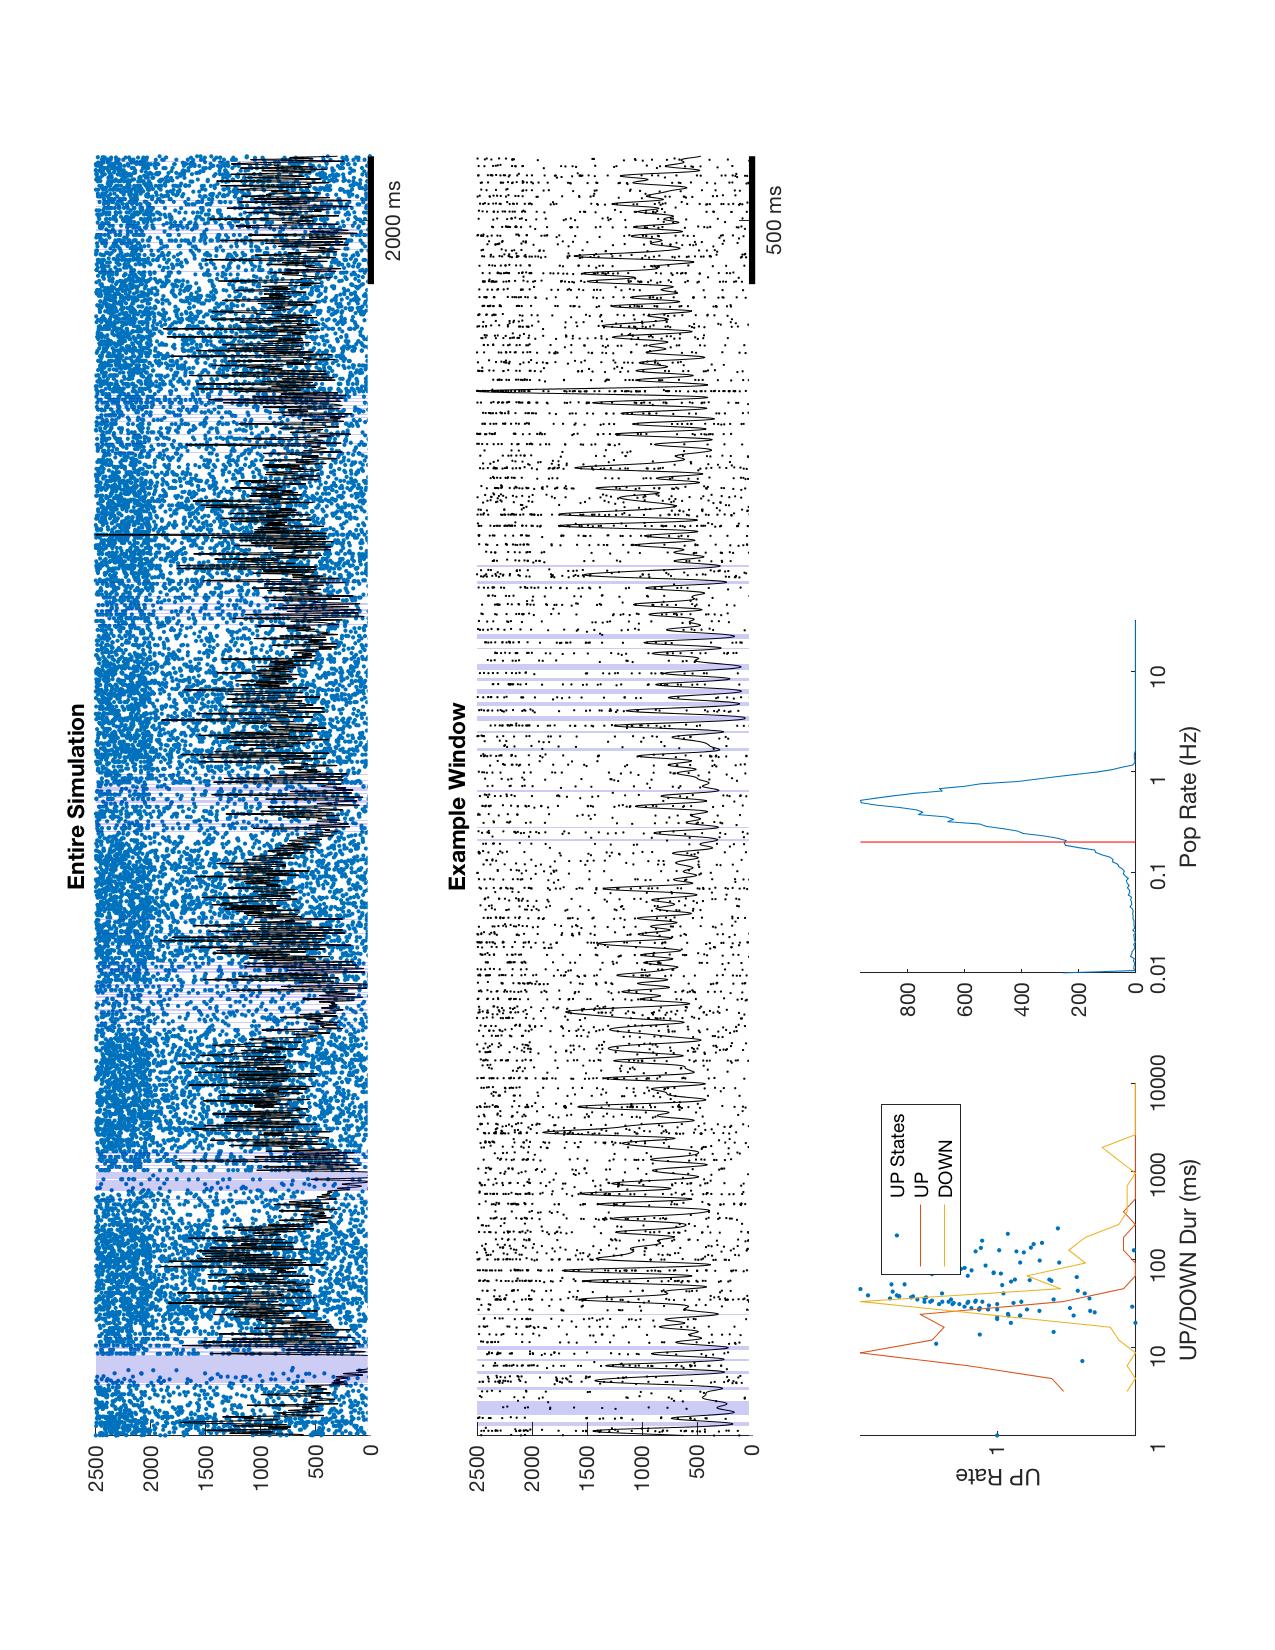 Entire Simulation
2500
2000
1500
1000
500
0
2000 ms
Example Window
2500
2000
1500
1000
500
0
500 ms
UP Rate
1
UP States
UP
DOWN
1 10 100 1000 10000
UP/DOWN Dur (ms)
800
600
400
200
0
0.01 0.1 1 10
Pop Rate (Hz)